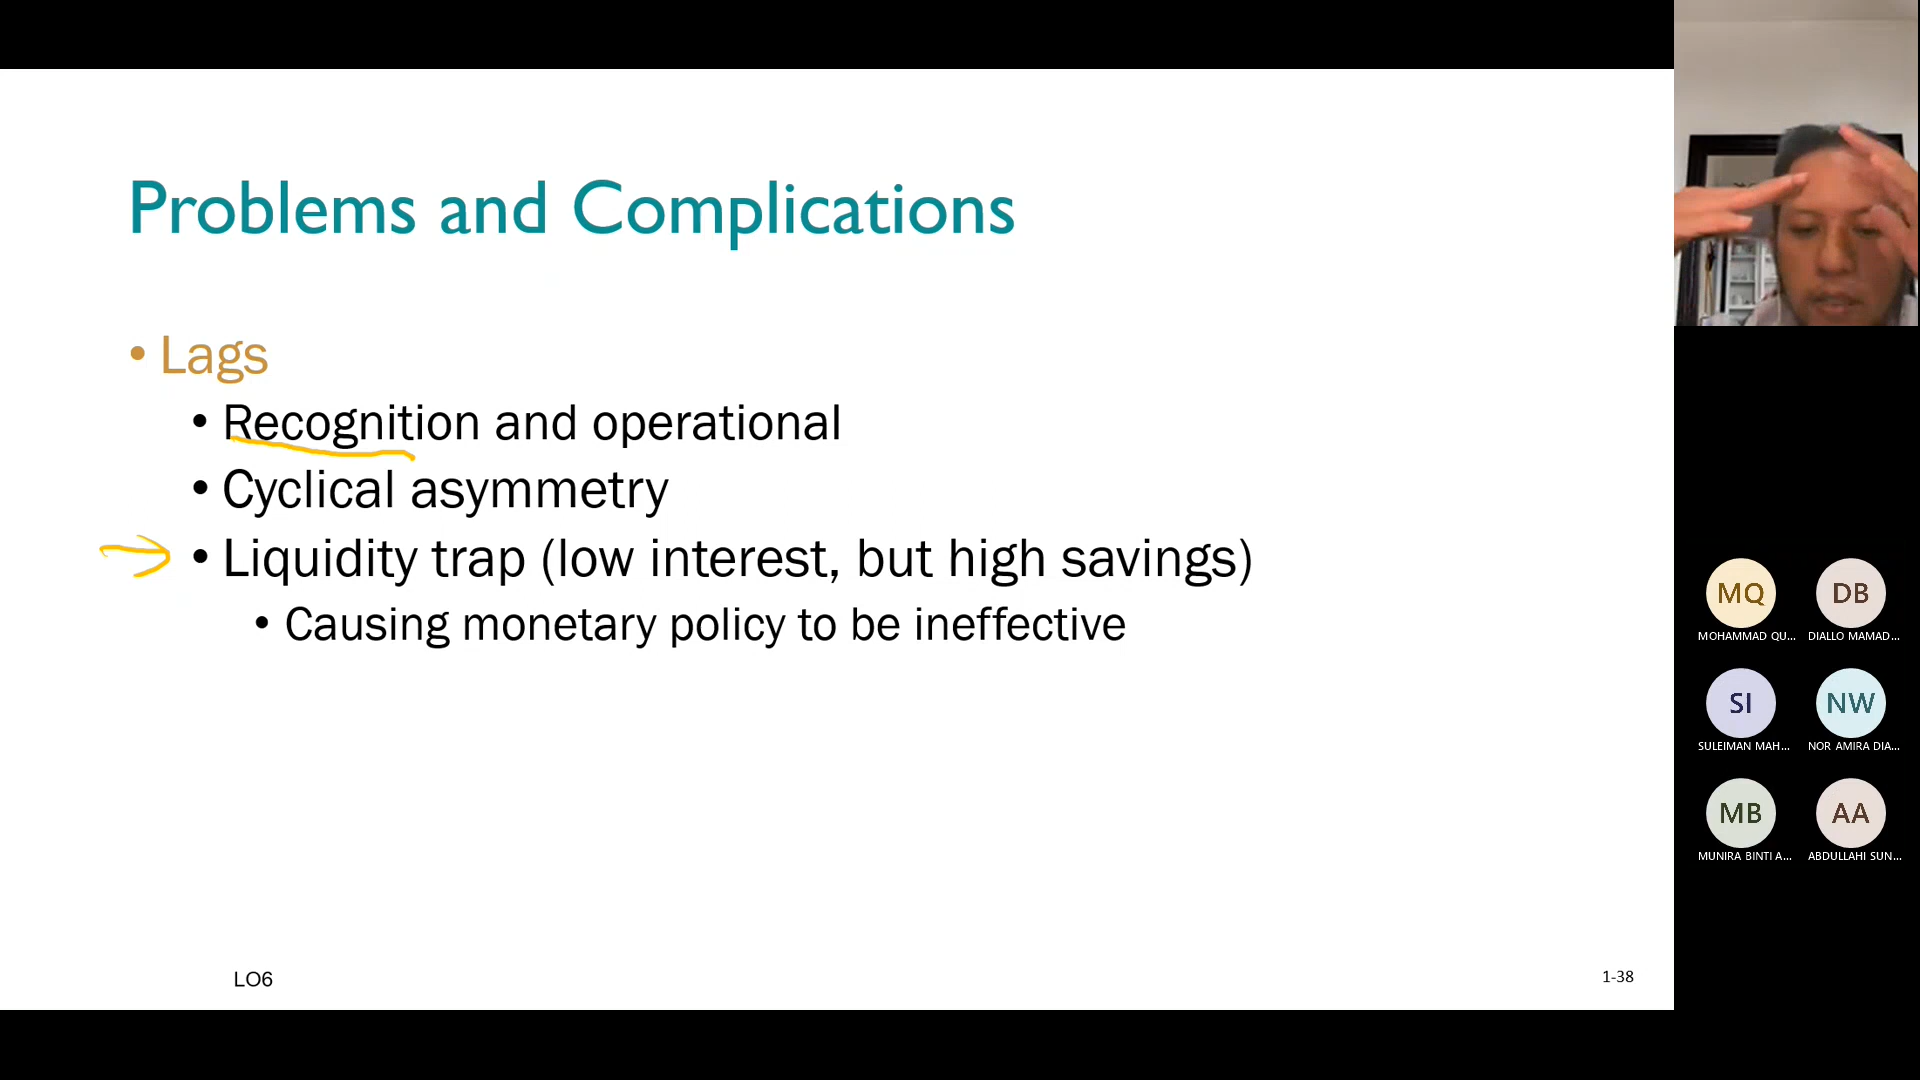 Problems and Complications
• Lags
• Recognition and operational
• Cyclical asymmetry
• Liquidity trap (low interest, but high savings)
• Causing monetary policy to be ineffective
LO6
1-38
MQ
DB
MOHAMMAD QU...
DIALLO MAMAD...
SI
NW
SULEIMAN MAH...
NOR AMIRA DIA...
MB
AA
MUNIRA BINTI A...
ABDULLAHI SUN...